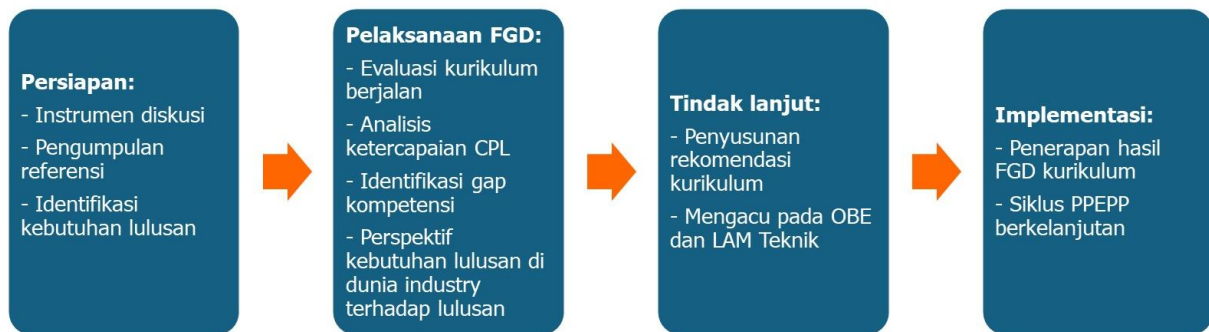 Persiapan:
- Instrumen diskusi
- Pengumpulan
referensi
- Identifikasi
kebutuhan lulusan
Pelaksanaan FGD:
- Evaluasi kurikulum
berjalan
- Analisis
ketercapaian CPL
- Identifikasi gap
kompetensi
- Perspektif
kebutuhan lulusan di
dunia industry
terhadap lulusan
Tindak lanjut:
- Penyusunan
rekomendasi
kurikulum
- Mengacu pada OBE
dan LAM Teknik
Implementasi:
- Penerapan hasil
FGD kurikulum
- Siklus PPEPP
berkelanjutan